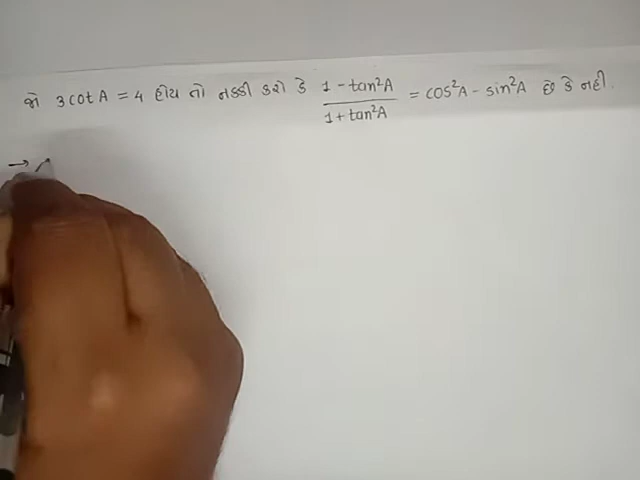 જો 3 cot A = 4 હોય તો નક્કી કરો કે (1 - tan²A)/(1 + tan²A) = cos²A - sin²A છે કે નહી.
→